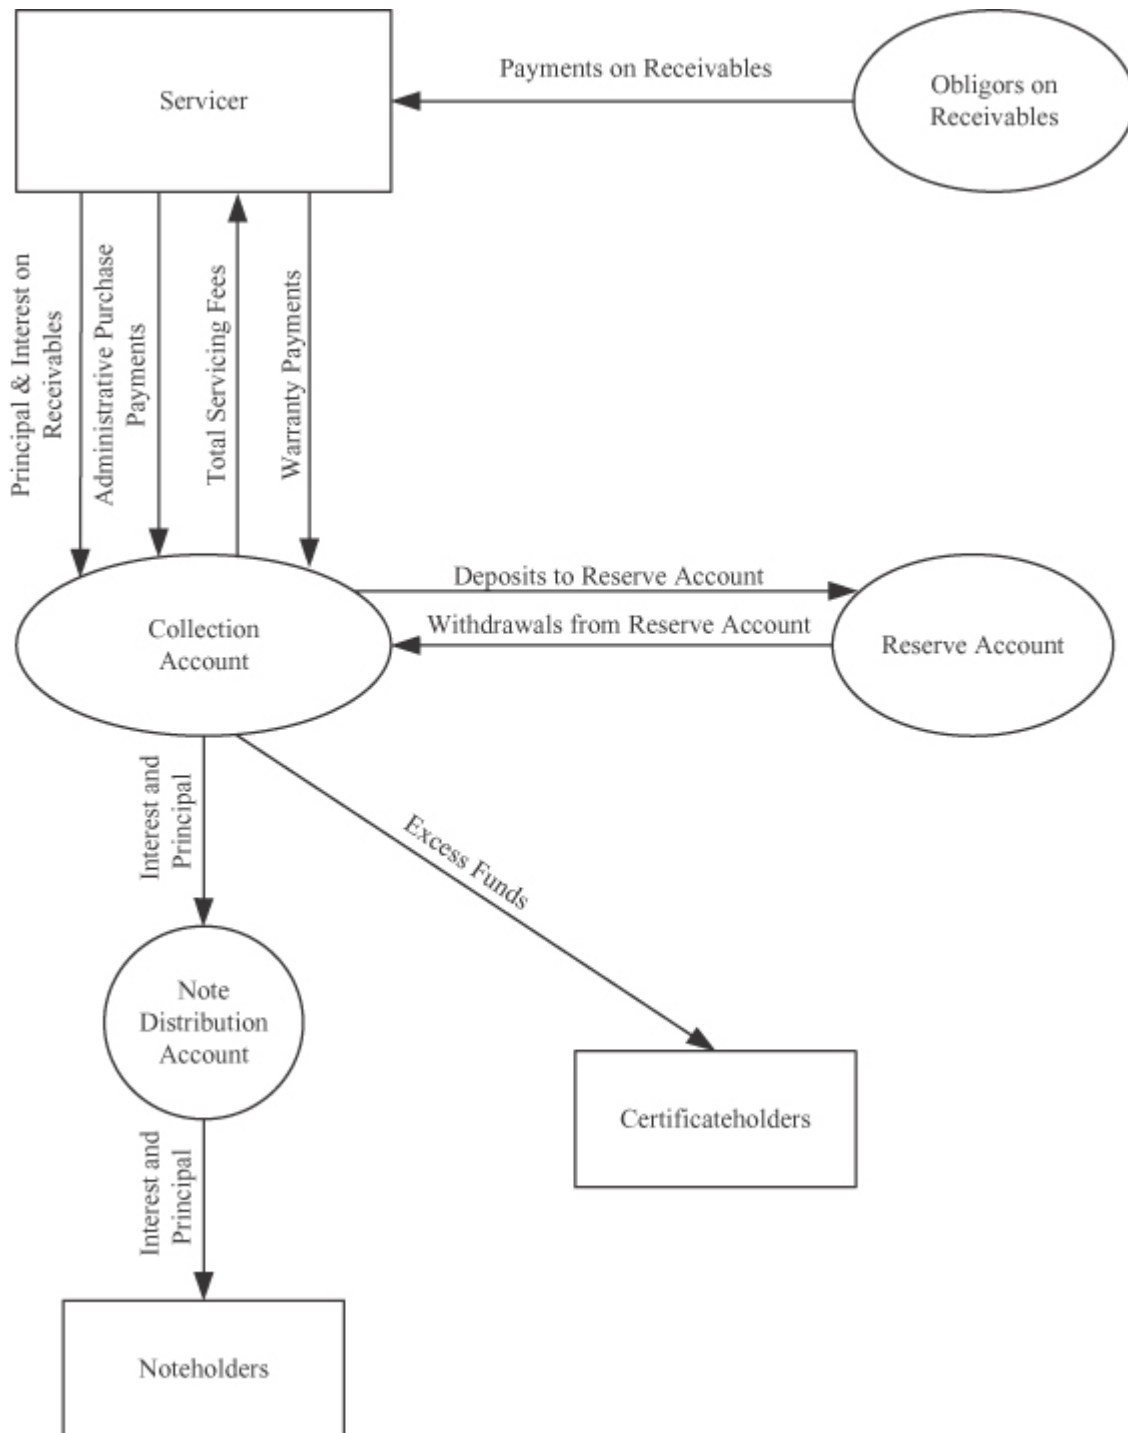 Servicer
Payments on Receivables
Obligors on
Receivables
Principal & Interest on
Receivables
Administrative Purchase
Payments
Total Servicing Fees
Warranty Payments
Collection
Account
Deposits to Reserve Account
Withdrawals from Reserve Account
Reserve Account
Interest and
Principal
Excess Funds
Note
Distribution
Account
Certificateholders
Interest and
Principal
Noteholders